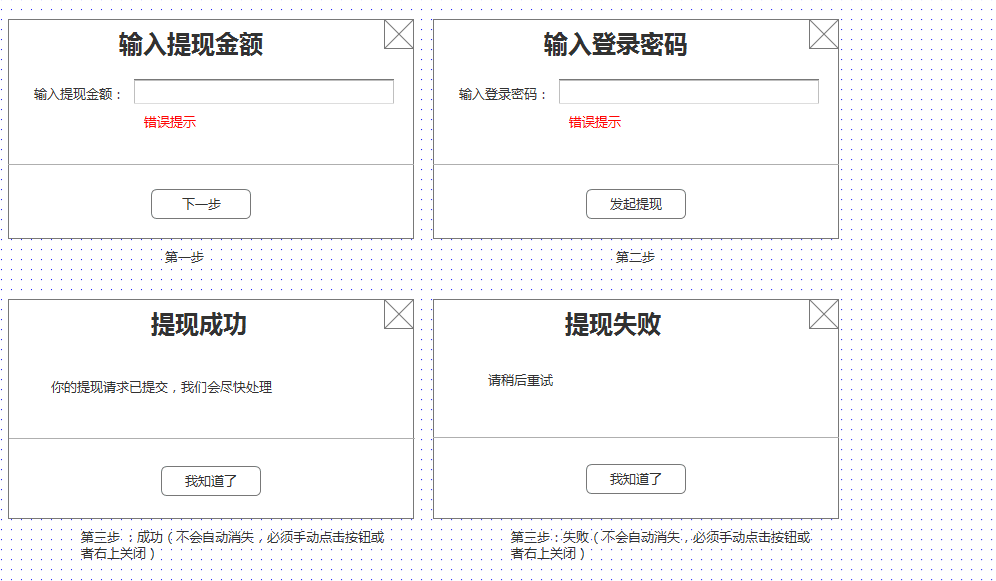 输入提现金额
输入提现金额：
错误提示
下一步
第一步
输入登录密码
输入登录密码：
错误提示
发起提现
第二步
提现成功
你的提现请求已提交，我们会尽快处理
我知道了
第三步 ：成功（不会自动消失，必须手动点击按钮或
者右上关闭）
提现失败
请稍后重试
我知道了
第三步：失败（不会自动消失，必须手动点击按钮或
者右上关闭）